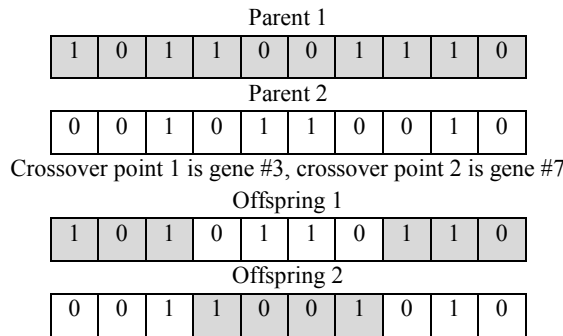 Parent 1
1 0 1 1 0 0 1 1 1 0
Parent 2
0 0 1 0 1 1 0 0 1 0
Crossover point 1 is gene #3, crossover point 2 is gene #7
Offspring 1
1 0 1 0 1 1 0 1 1 0
Offspring 2
0 0 1 1 0 0 1 0 1 0